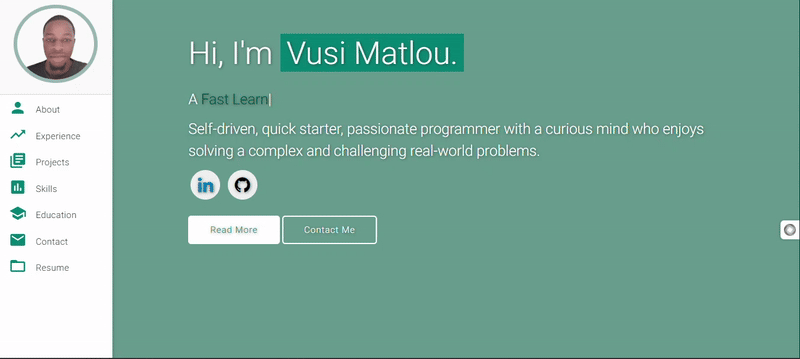 Hi, I'm Vusi Matlou.
A Fast Learn|
Self-driven, quick starter, passionate programmer with a curious mind who enjoys
solving a complex and challenging real-world problems.
in
Read More
Contact Me
About
Experience
Projects
Skills
Education
Contact
Resume